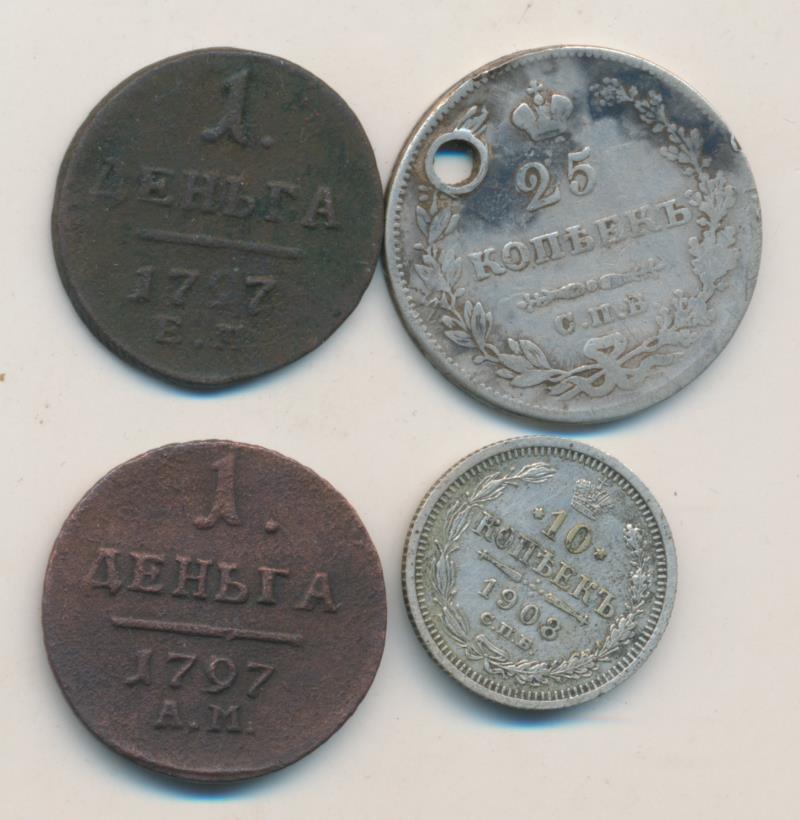 1.
ДЕНЬГА
1797
Е.М.
25
КОПѢЕКЪ
С.П.Б
1.
ДЕНЬГА
1797
А.М.
10
КОПѢЕКЪ
1908
С.П.Б.